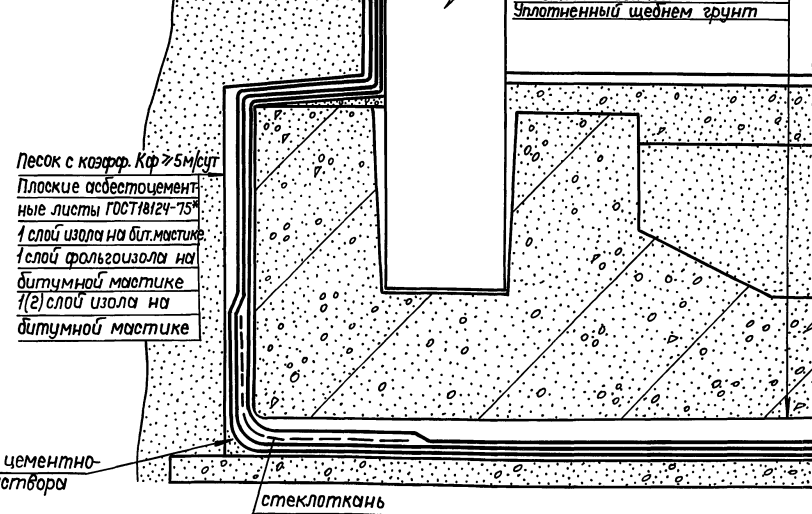 Уплотненный щебнем грунт
Песок с коэфф. Кф ≥ 5м/сут
Плоские асбестоцемент-
ные листы ГОСТ18124-75*
1 слой изола на бит.мастике
1 слой фольгоизола на
битумной мастике
1(2) слой изола на
битумной мастике
цементно-
створа
стеклоткань